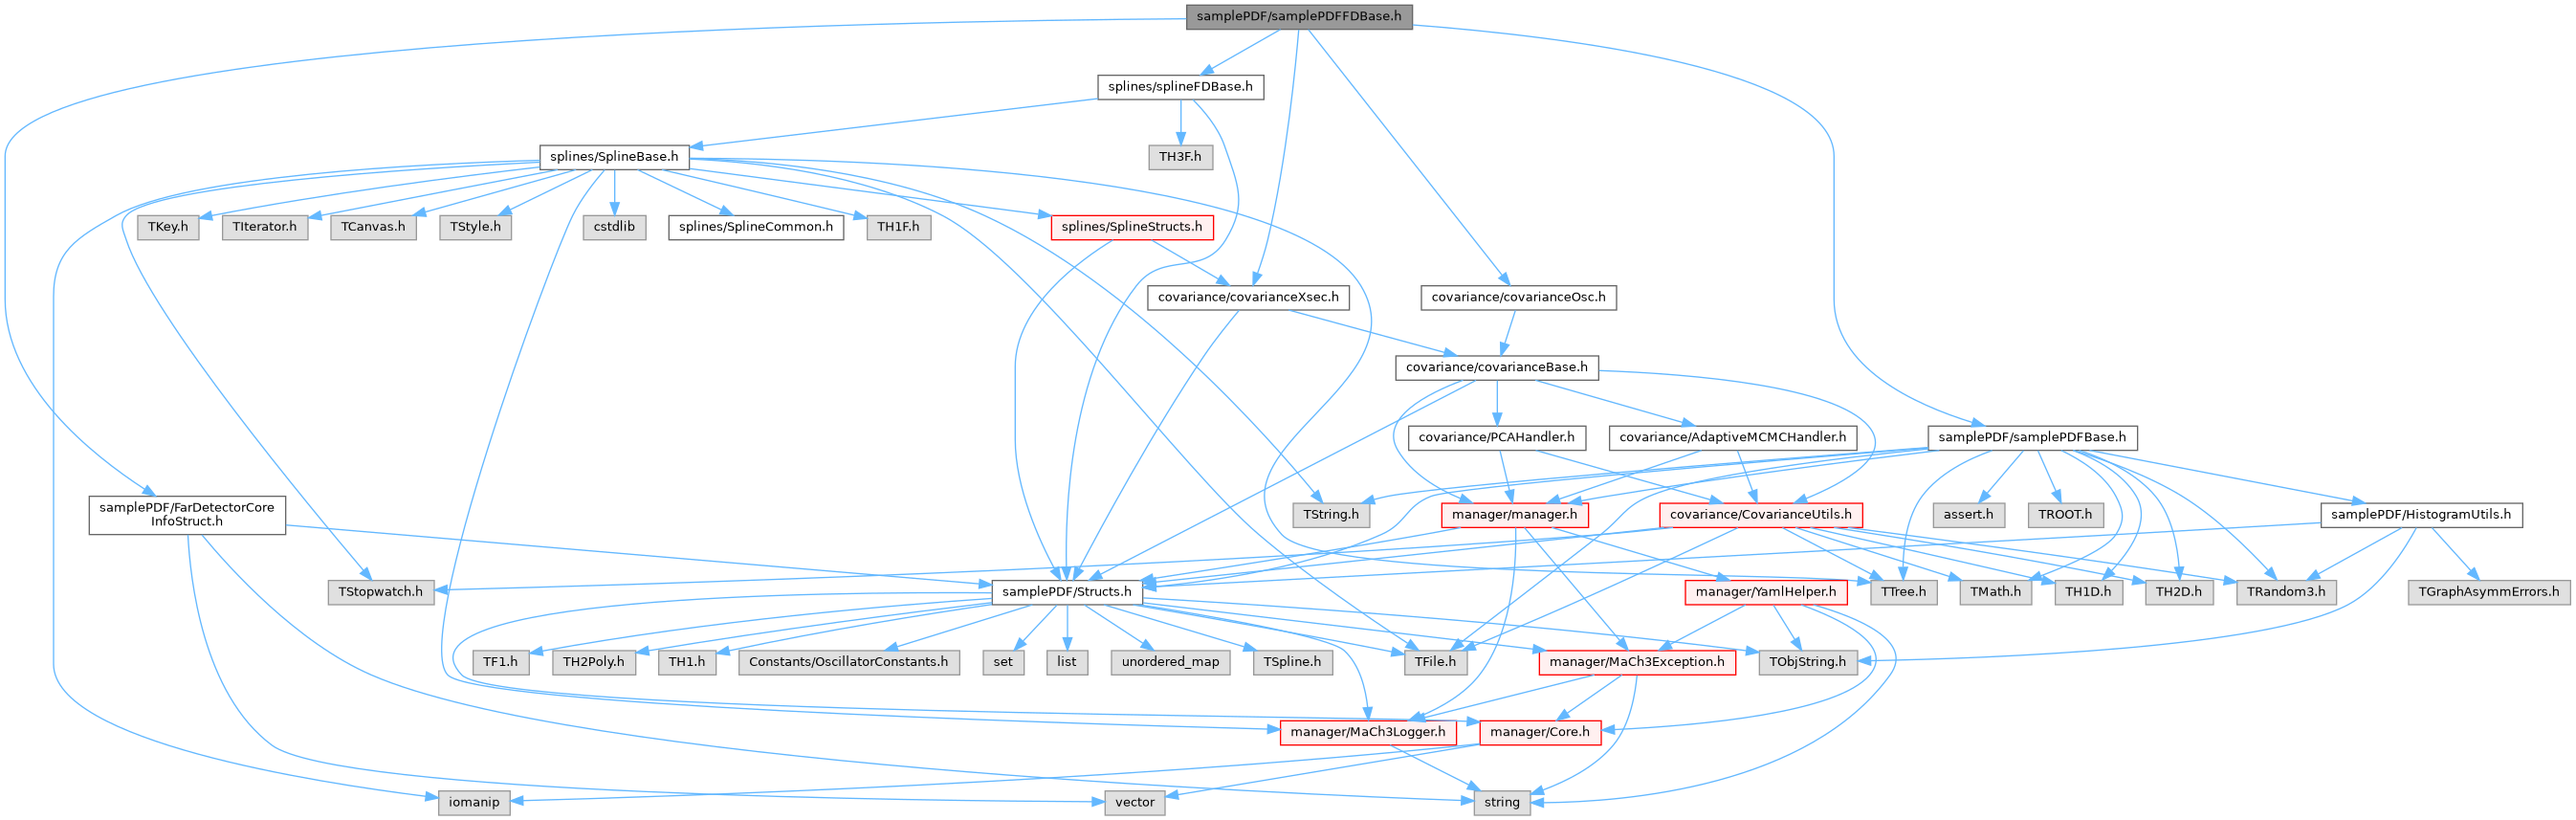 samplePDF/samplePDFFDBase.h
splines/splineFDBase.h
splines/SplineBase.h
TH3F.h
TKey.h
TIterator.h
TCanvas.h
TStyle.h
cstdlib
splines/SplineCommon.h
TH1F.h
splines/SplineStructs.h
covariance/covarianceXsec.h
covariance/covarianceOsc.h
covariance/covarianceBase.h
covariance/PCAHandler.h
covariance/AdaptiveMCMCHandler.h
samplePDF/samplePDFBase.h
samplePDF/FarDetectorCore
InfoStruct.h
TString.h
manager/manager.h
covariance/CovarianceUtils.h
assert.h
TROOT.h
samplePDF/HistogramUtils.h
TStopwatch.h
samplePDF/Structs.h
manager/YamlHelper.h
TTree.h
TMath.h
TH1D.h
TH2D.h
TRandom3.h
TGraphAsymmErrors.h
TF1.h
TH2Poly.h
TH1.h
Constants/OscillatorConstants.h
set
list
unordered_map
TSpline.h
TFile.h
manager/MaCh3Exception.h
TObjString.h
manager/MaCh3Logger.h
manager/Core.h
iomanip
vector
string